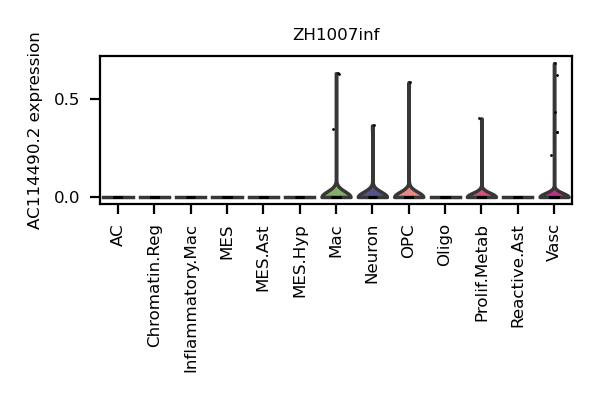 ZH1007inf
AC114490.2 expression
0.5
0.0
AC
Chromatin.Reg
Inflammatory.Mac
MES
MES.Ast
MES.Hyp
Mac
Neuron
OPC
Oligo
Prolif.Metab
Reactive.Ast
Vasc